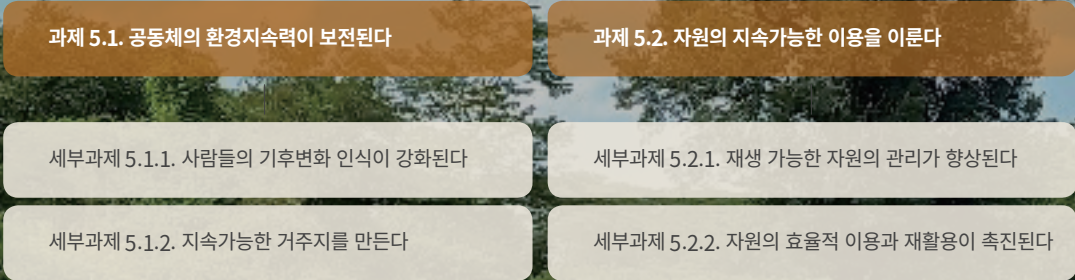 과제 5.1. 공동체의 환경지속력이 보전된다
세부과제 5.1.1. 사람들의 기후변화 인식이 강화된다
세부과제 5.1.2. 지속가능한 거주지를 만든다
과제 5.2. 자원의 지속가능한 이용을 이룬다
세부과제 5.2.1. 재생 가능한 자원의 관리가 향상된다
세부과제 5.2.2. 자원의 효율적 이용과 재활용이 촉진된다